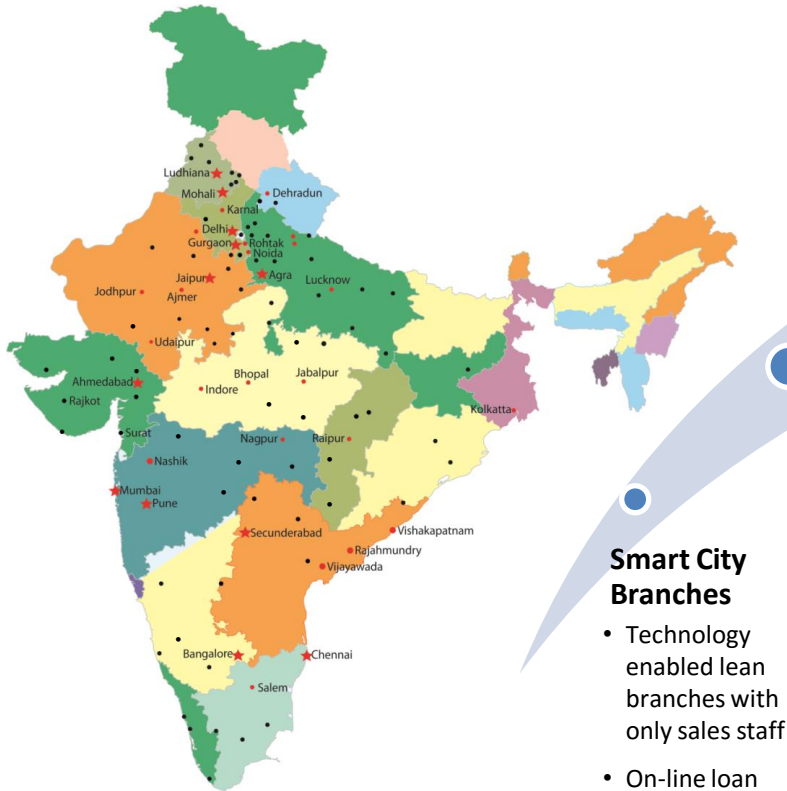 Ludhiana
Mohali
Dehradun
Karnal
Delhi
Gurgaon
Rohtak
Noida
Jaipur
Agra
Lucknow
Jodhpur
Ajmer
Udaipur
Ahmedabad
Bhopal
Jabalpur
Indore
Rajkot
Kolkatta
Surat
Nagpur
Raipur
Nashik
Mumbai
Pune
Secunderabad
Vishakapatnam
Rajahmundry
Vijayawada
Bangalore
Chennai
Salem
Smart City
Branches
• Technology
enabled lean
branches with
only sales staff
• On-line loan